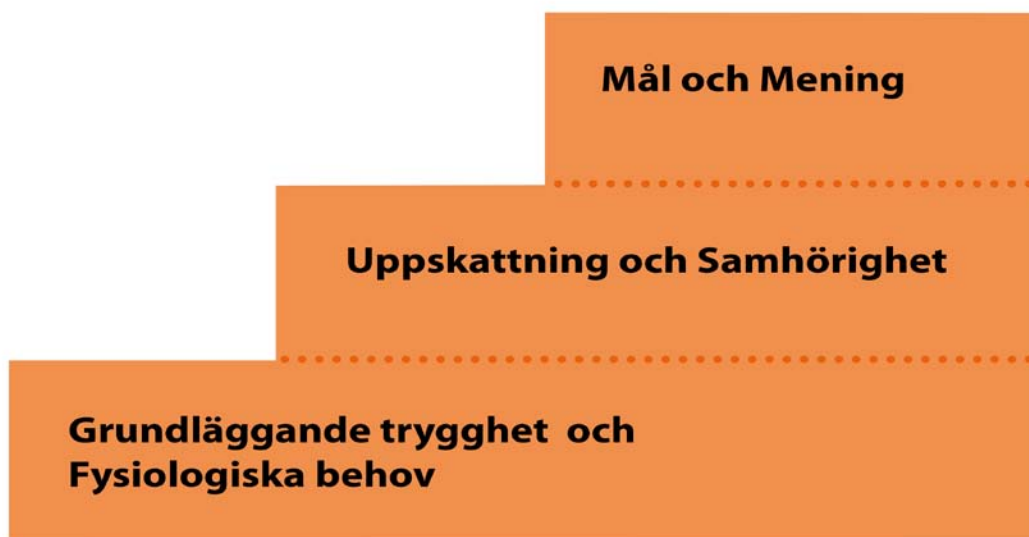 Mål och Mening
Uppskattning och Samhörighet
Grundläggande trygghet och
Fysiologiska behov